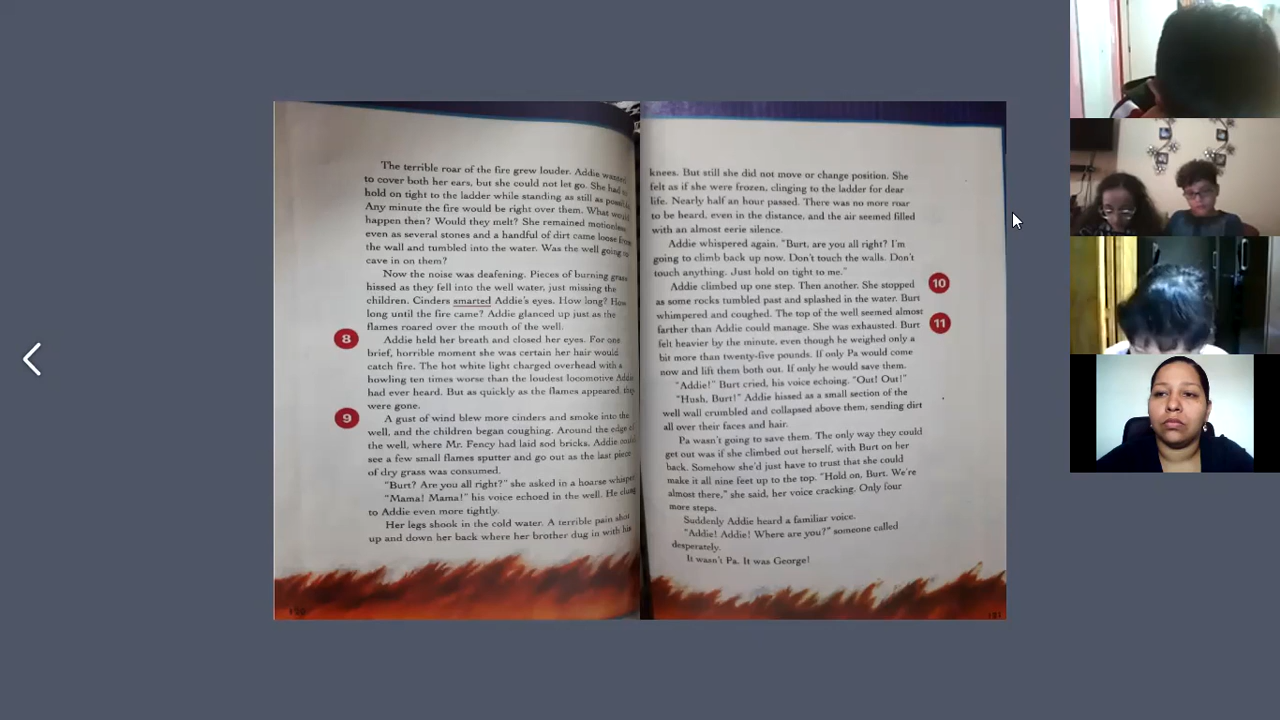 The terrible roar of the fire grew louder. Addie wanted
to cover both her ears, but she could not let go. She had to
hold on tight to the ladder while standing as still as possible.
Any minute the fire would be right over them. What would
happen then? Would they melt? She remained motionless
even as several stones and a handful of dirt came loose from
the wall and tumbled into the water. Was the well going to
cave in on them?
Now the noise was deafening. Pieces of burning grass
hissed as they fell into the well water, just missing the
children. Cinders smarted Addie's eyes. How long? How
long until the fire came? Addie glanced up just as the
flames roared over the mouth of the well.
8
Addie held her breath and closed her eyes. For one
brief, horrible moment she was certain her hair would
catch fire. The hot white light charged overhead with a
howling ten times worse than the loudest locomotive Addie
had ever heard. But as quickly as the flames appeared, they
were gone.
9
A gust of wind blew more cinders and smoke into the
well, and the children began coughing. Around the edge of
the well, where Mr. Fency had laid sod bricks, Addie could
see a few small flames sputter and go out as the last piece
of dry grass was consumed.
"Burt? Are you all right?" she asked in a hoarse whisper.
"Mama! Mama!" his voice echoed in the well. He clung
to Addie even more tightly.
Her legs shook in the cold water. A terrible pain shot
up and down her back where her brother dug in with his
120
knees. But still she did not move or change position. She
felt as if she were frozen, clinging to the ladder for dear
life. Nearly half an hour passed. There was no more roar
to be heard, even in the distance, and the air seemed filled
with an almost eerie silence.
Addie whispered again. "Burt, are you all right? I'm
going to climb back up now. Don't touch the walls. Don't
touch anything. Just hold on tight to me."
10
Addie climbed up one step. Then another. She stopped
as some rocks tumbled past and splashed in the water. Burt
whimpered and coughed. The top of the well seemed almost
11
farther than Addie could manage. She was exhausted. Burt
felt heavier by the minute, even though he weighed only a
bit more than twenty-five pounds. If only Pa would come
now and lift them both out. If only he would save them.
"Addie!" Burt cried, his voice echoing. "Out! Out!"
"Hush, Burt!" Addie hissed as a small section of the
well wall crumbled and collapsed above them, sending dirt
all over their faces and hair.
Pa wasn't going to save them. The only way they could
get out was if she climbed out herself, with Burt on her
back. Somehow she'd just have to trust that she could
make it all nine feet up to the top. "Hold on, Burt. We're
almost there," she said, her voice cracking. Only four
more steps.
Suddenly Addie heard a familiar voice.
"Addie! Addie! Where are you?" someone called
desperately.
It wasn't Pa. It was George!
121